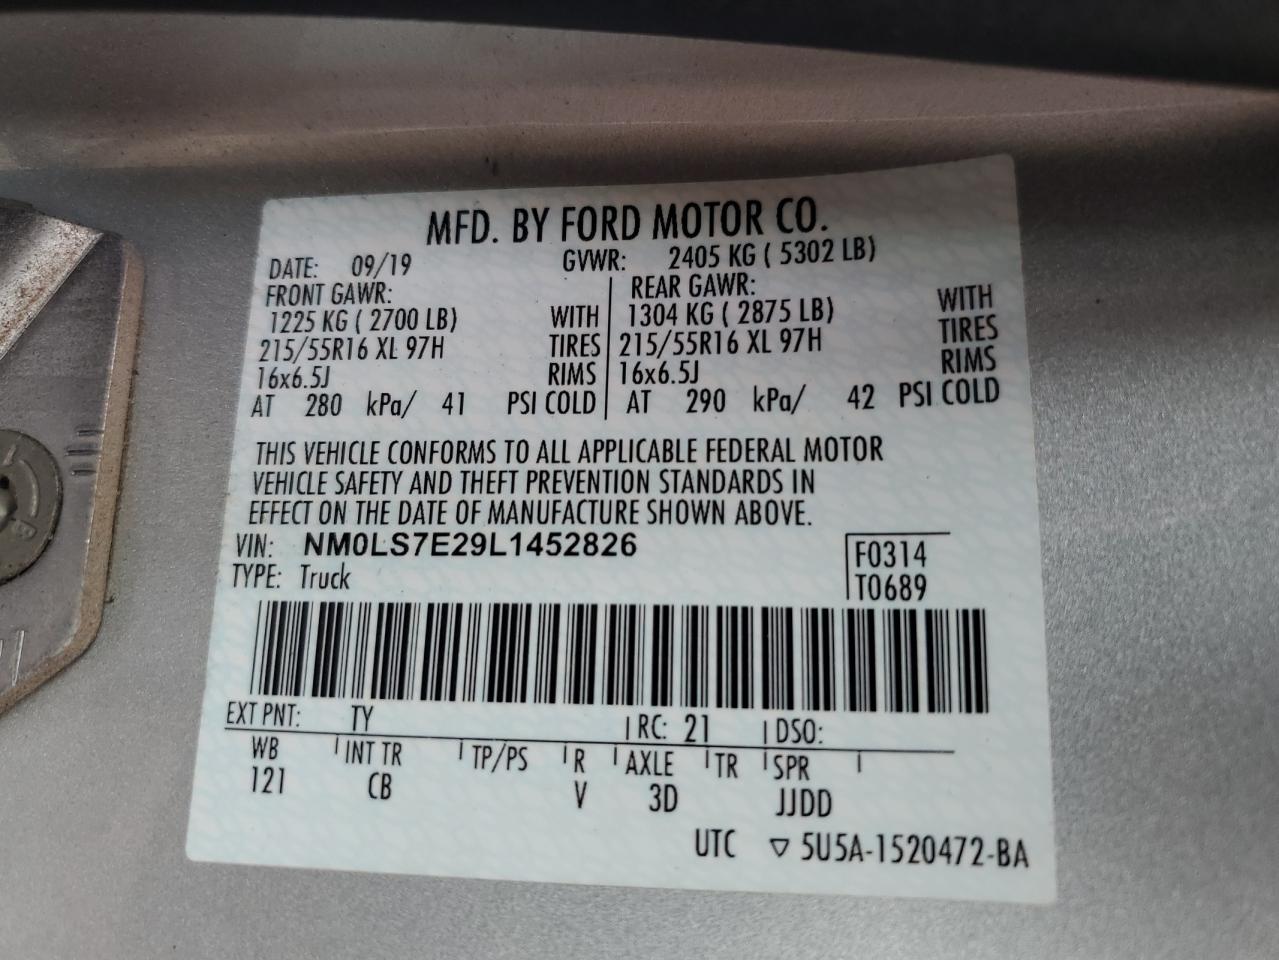 MFD. BY FORD MOTOR CO.
DATE: 09/19 GVWR: 2405 KG ( 5302 LB)
FRONT GAWR: REAR GAWR:
1225 KG ( 2700 LB) WITH 1304 KG ( 2875 LB) WITH
215/55R16 XL 97H TIRES 215/55R16 XL 97H TIRES
16x6.5J RIMS 16x6.5J RIMS
AT 280 kPa/ 41 PSI COLD AT 290 kPa/ 42 PSI COLD
THIS VEHICLE CONFORMS TO ALL APPLICABLE FEDERAL MOTOR
VEHICLE SAFETY AND THEFT PREVENTION STANDARDS IN
EFFECT ON THE DATE OF MANUFACTURE SHOWN ABOVE.
VIN: NM0LS7E29L1452826 F0314
TYPE: Truck T0689
EXT PNT: TY RC: 21 DSO:
WB INT TR TP/PS R AXLE TR SPR
121 CB V 3D JJDD
UTC ▽ 5U5A-1520472-BA